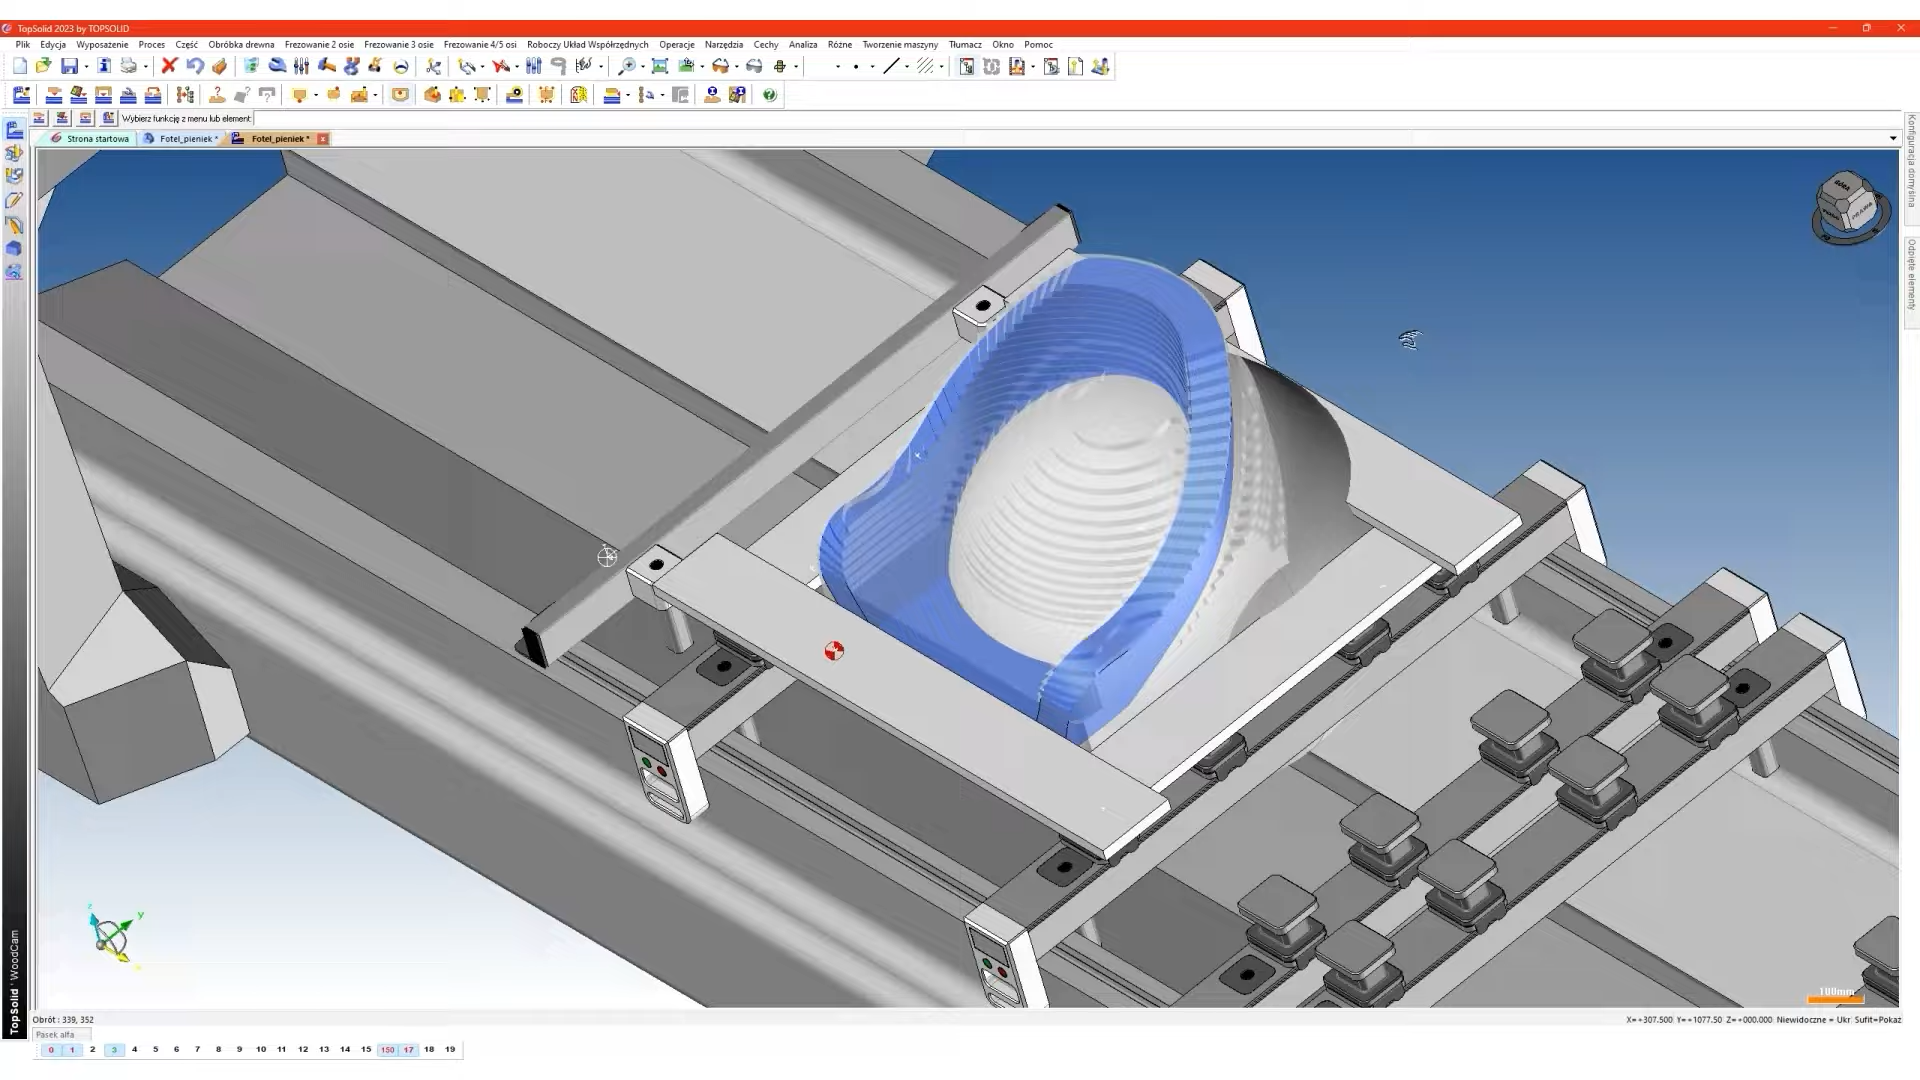 TopSolid 2023 by TOPSOLID
Plik Edycja Wyposażenie Proces Część Obróbka drewna Frezowanie 2 osie Frezowanie 3 osie Frezowanie 4/5 osi Roboczy Układ Współrzędnych Operacje Narzędzia Cechy Analiza Różne Tworzenie maszyny Tłumacz Okno Pomoc
Wybierz funkcję z menu lub element:
Strona startowa Fotel_pieniek * Fotel_pieniek * x
Konfiguracja domyślna
Odpięte elementy
PRAWA
z y
TopSolid'WoodCam
100mm
Obrót : 339, 352
X=+307.500 Y=+1077.50 Z=+000.000 Niewidoczne = Ukr Sufit=Pokaz
Pasek alfa
0 1 2 3 4 5 6 7 8 9 10 11 12 13 14 15 150 17 18 19